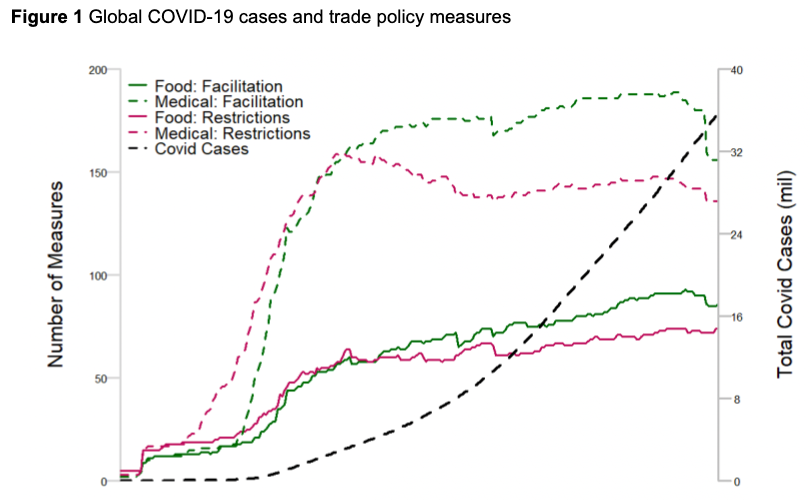 Figure 1 Global COVID-19 cases and trade policy measures
200
40
Food: Facilitation
Medical: Facilitation
Food: Restrictions
Medical: Restrictions
Covid Cases
32
150
24
100
16
50
8
0
0
Number of Measures
Total Covid Cases (mil)